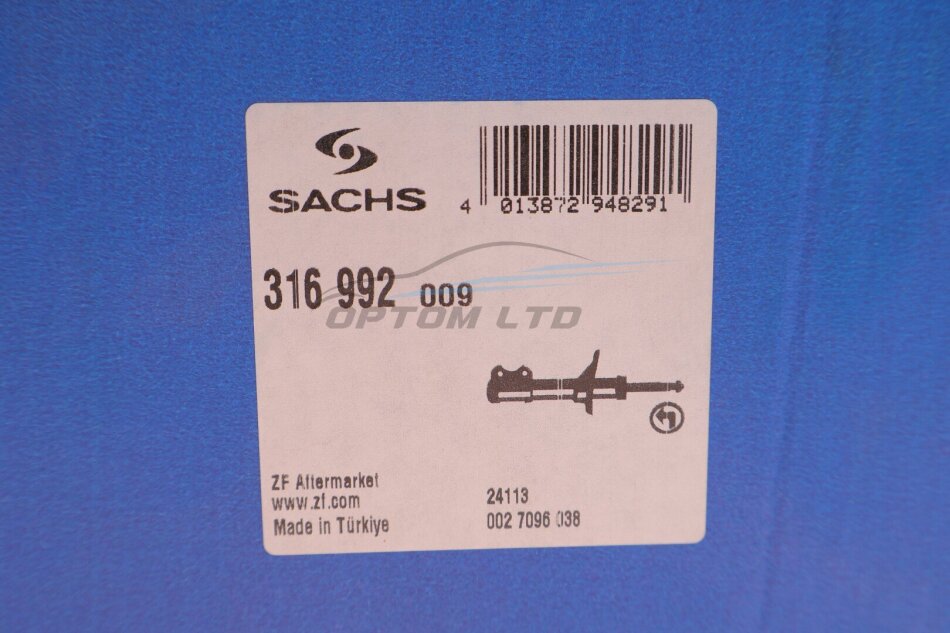 SACHS
4 013872 948291
316 992 009
OPTOM LTD
ZF Aftermarket
www.zf.com
Made in Türkiye
24113
002 7096 038